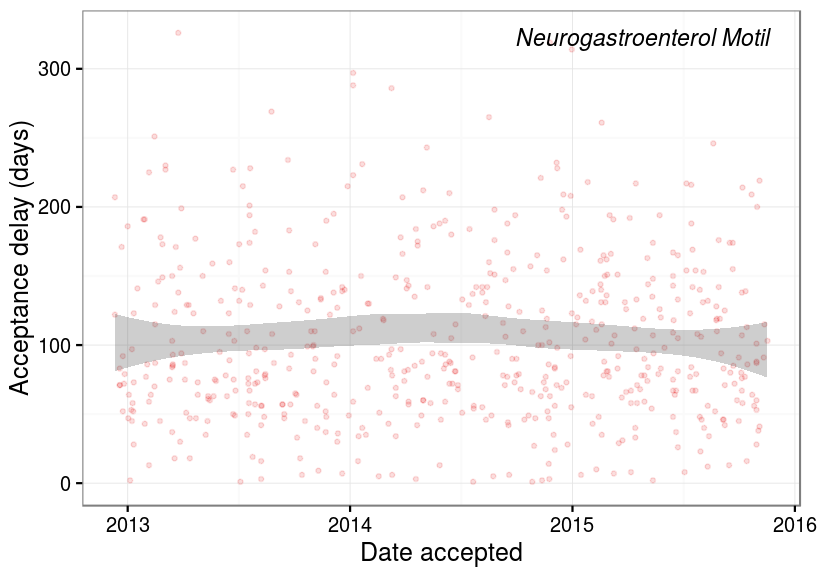 Neurogastroenterol Motil
Acceptance delay (days)
300
200
100
0
2013 2014 2015 2016
Date accepted